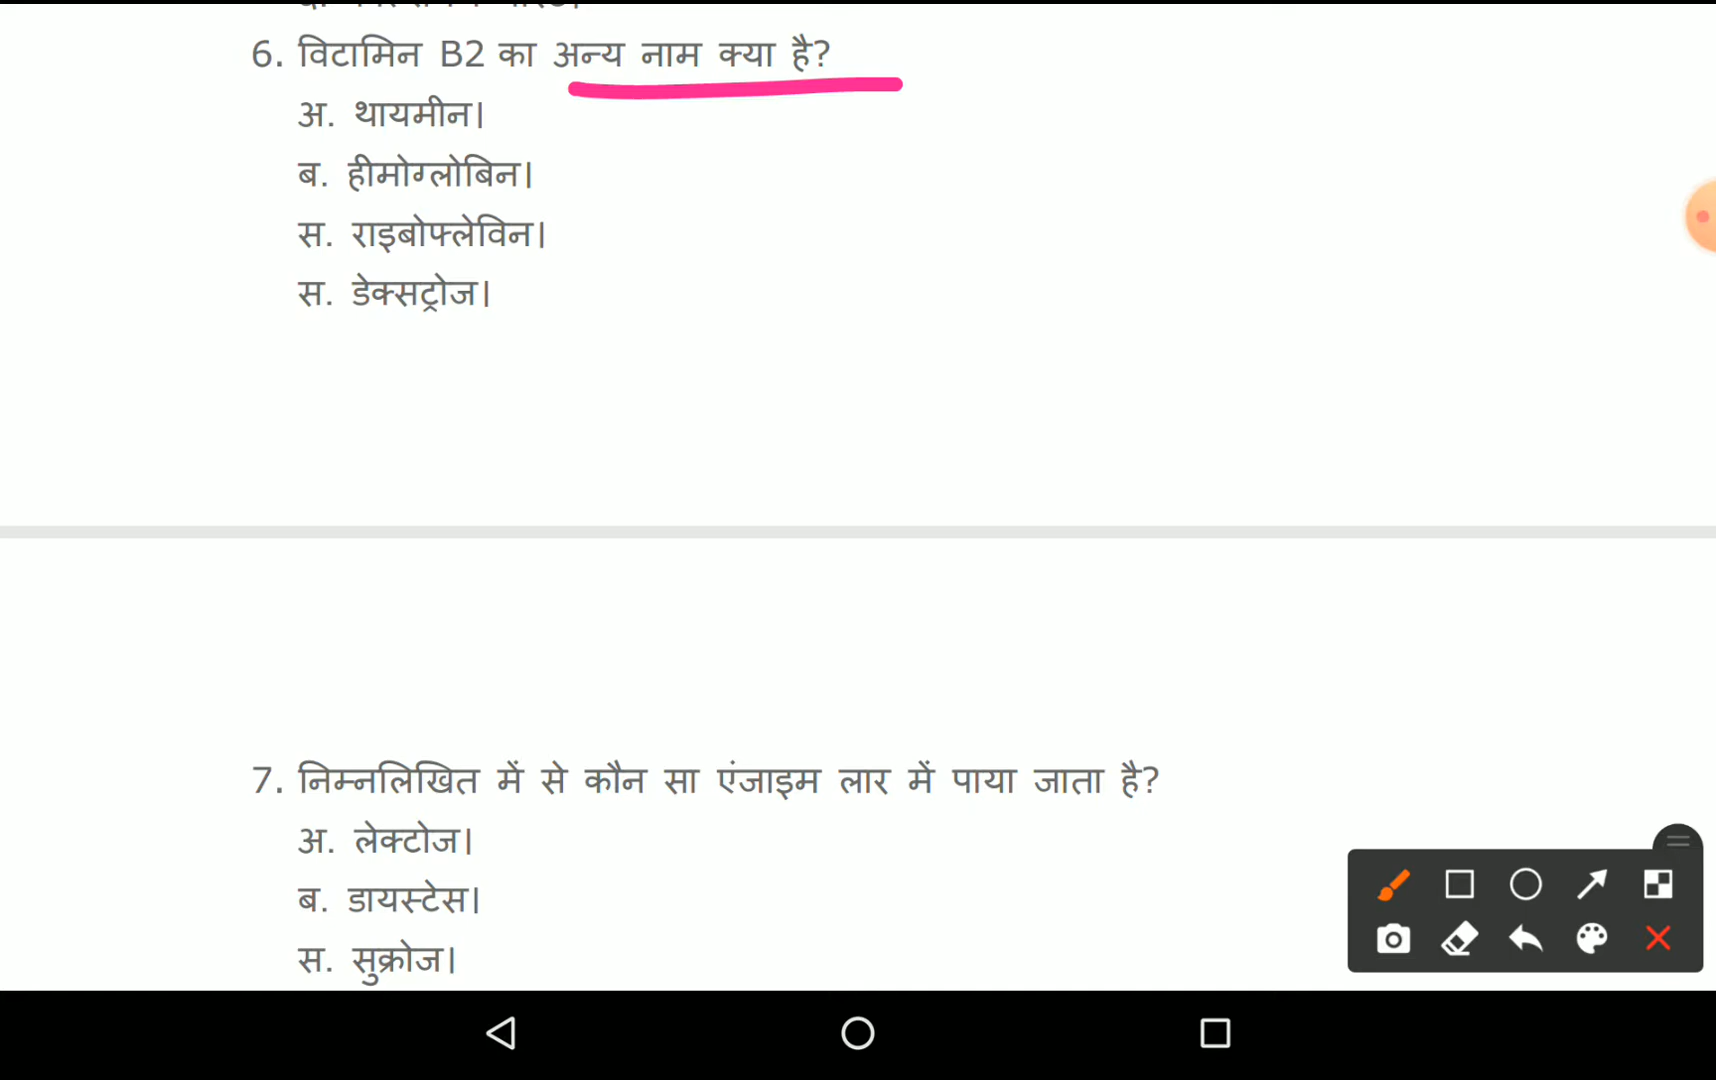 6. विटामिन B2 का अन्य नाम क्या है?
अ. थायमीन।
ब. हीमोग्लोबिन।
स. राइबोफ्लेविन।
स. डेक्सट्रोज।
7. निम्नलिखित में से कौन सा एंजाइम लार में पाया जाता है?
अ. लेक्टोज।
ब. डायस्टेस।
स. सुक्रोज।